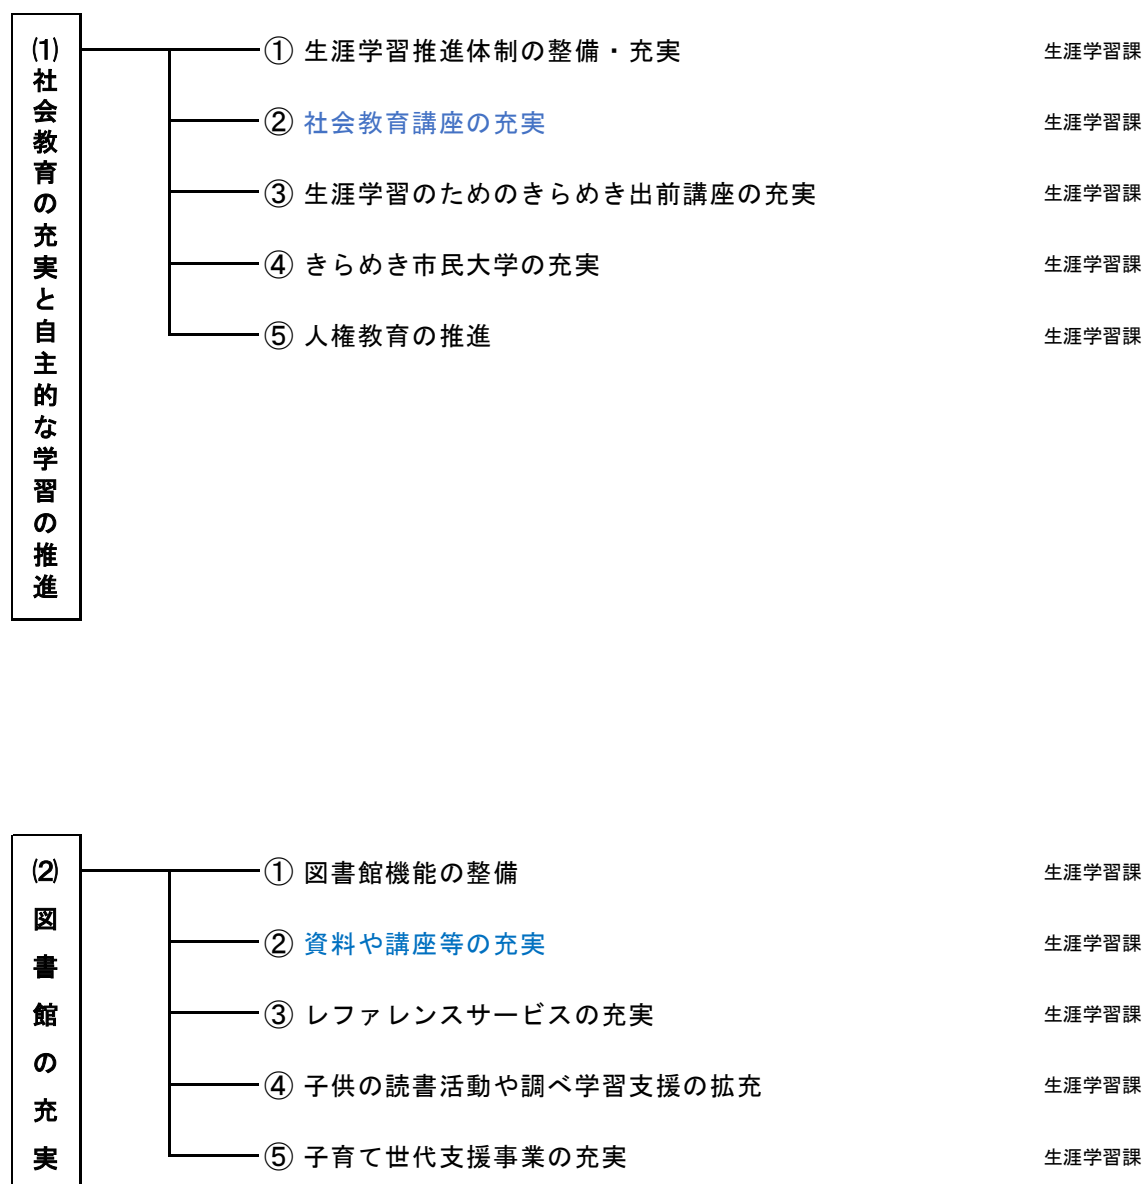 ⑴社会教育の充実と自主的な学習の推進
① 生涯学習推進体制の整備・充実 生涯学習課
② 社会教育講座の充実 生涯学習課
③ 生涯学習のためのきらめき出前講座の充実 生涯学習課
④ きらめき市民大学の充実 生涯学習課
⑤ 人権教育の推進 生涯学習課
⑵図書館の充実
① 図書館機能の整備 生涯学習課
② 資料や講座等の充実 生涯学習課
③ レファレンスサービスの充実 生涯学習課
④ 子供の読書活動や調べ学習支援の拡充 生涯学習課
⑤ 子育て世代支援事業の充実 生涯学習課